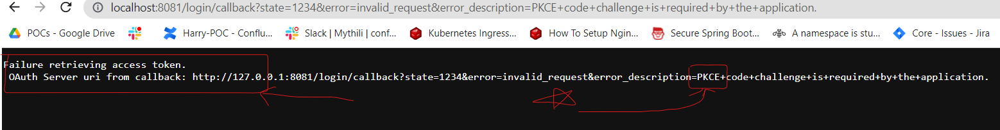 localhost:8081/login/callback?state=1234&error=invalid_request&error_description=PKCE+code+challenge+is+required+by+the+application.
POCs - Google Drive Harry-POC - Conflu... Slack | Mythili | conf... Kubernetes Ingress... How To Setup Ngin... Secure Spring Boot... A namespace is stu... Core - Issues - Jira
Failure retrieving access token.
OAuth Server uri from callback: http://127.0.0.1:8081/login/callback?state=1234&error=invalid_request&error_description=PKCE+code+challenge+is+required+by+the+application.